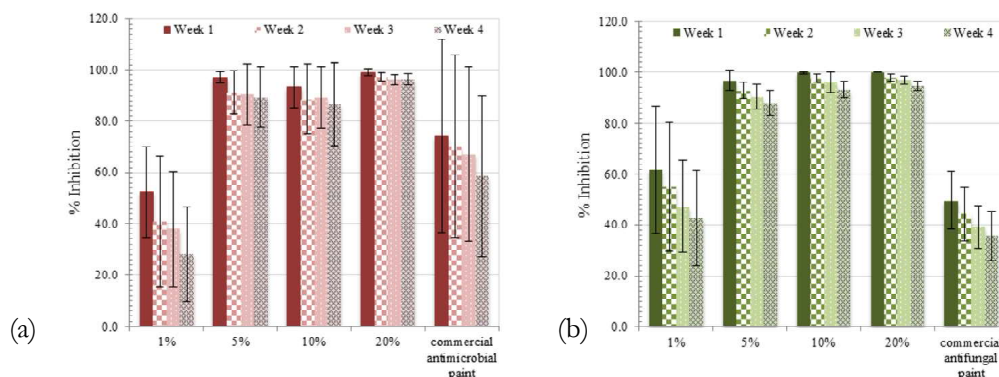 120.0
100.0
80.0
60.0
40.0
20.0
0.0
% Inhibition
Week 1 Week 2 Week 3 Week 4
1% 5% 10% 20% commercial
antimicrobial
paint
(a)
120.0
100.0
80.0
60.0
40.0
20.0
0.0
% Inhibition
Week 1 Week 2 Week 3 Week 4
1% 5% 10% 20% commercial
antifungal
paint
(b)